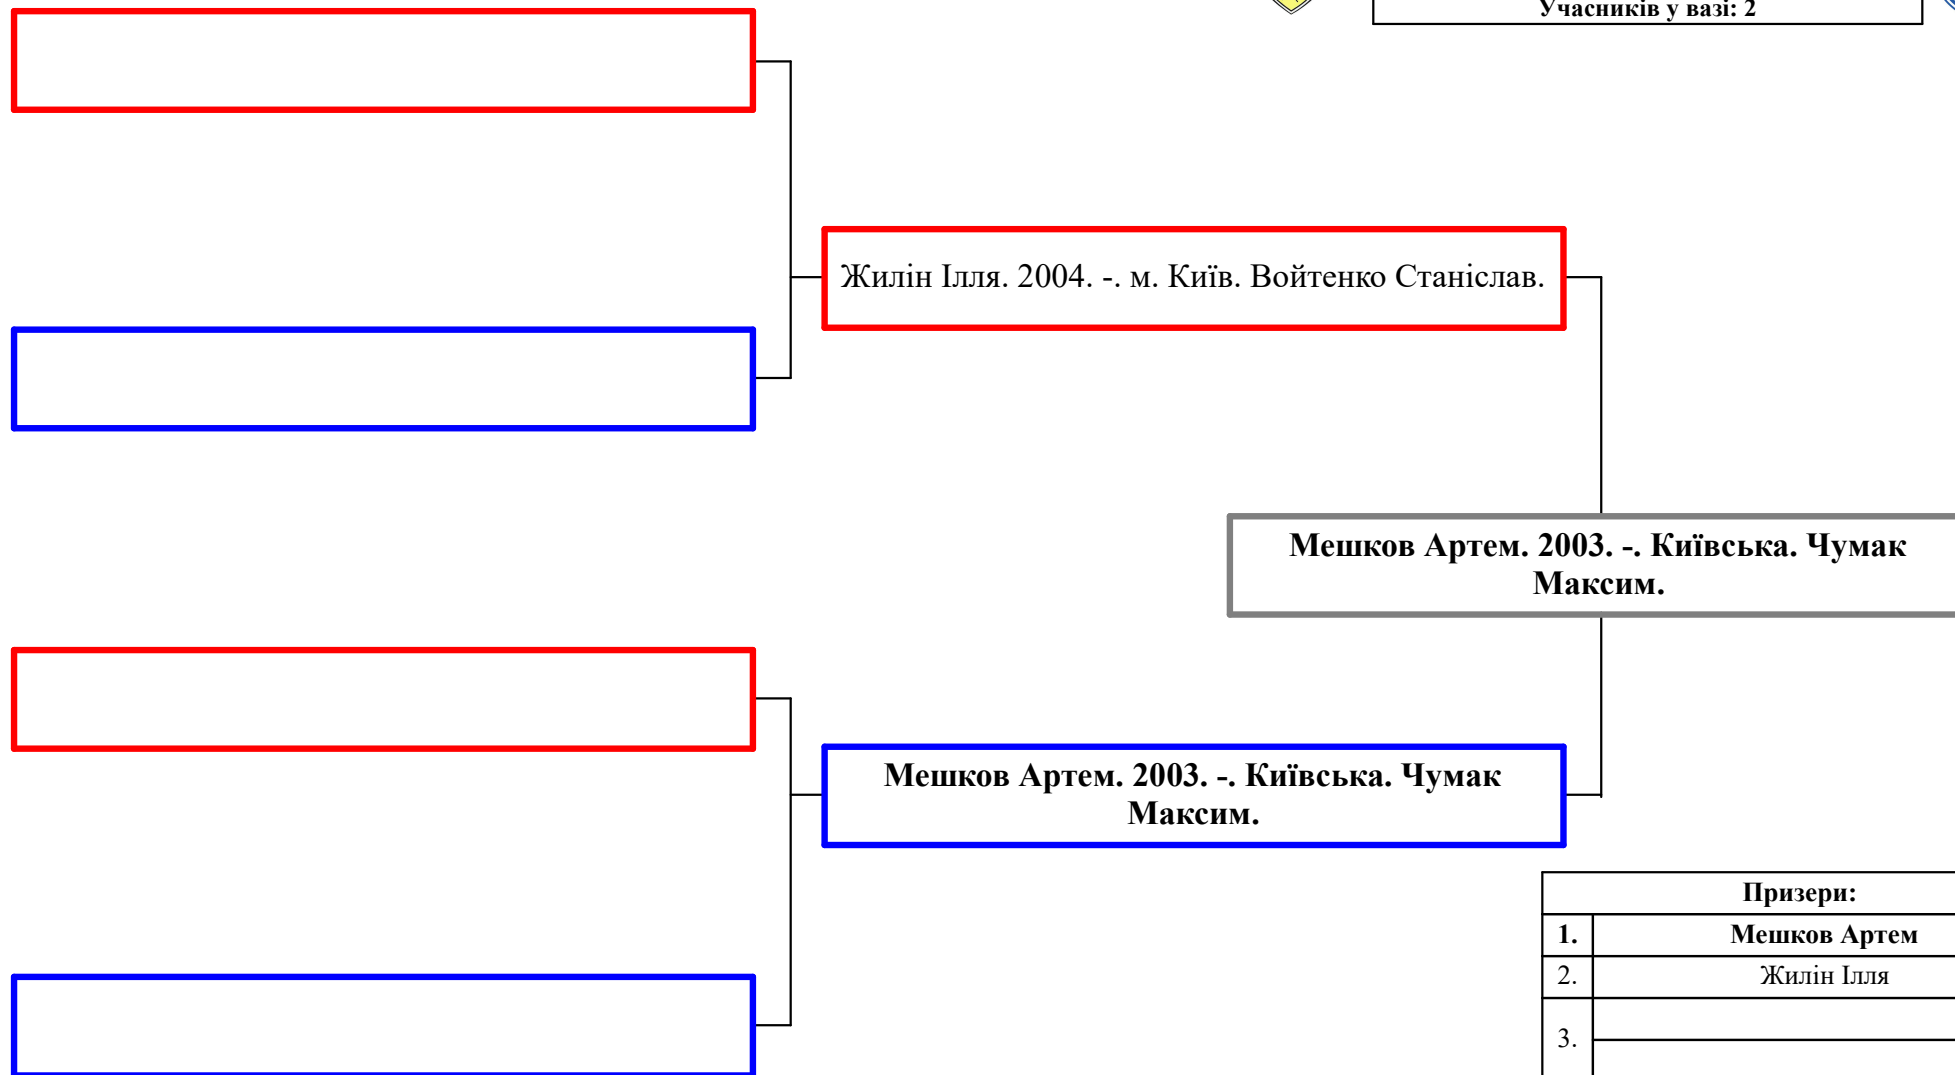 Учасників у вазі: 2
Жилін Ілля. 2004. -. м. Київ. Войтенко Станіслав.
Мешков Артем. 2003. -. Київська. Чумак
Максим.
Мешков Артем. 2003. -. Київська. Чумак
Максим.
Призери:
1. Мешков Артем
2. Жилін Ілля
3.